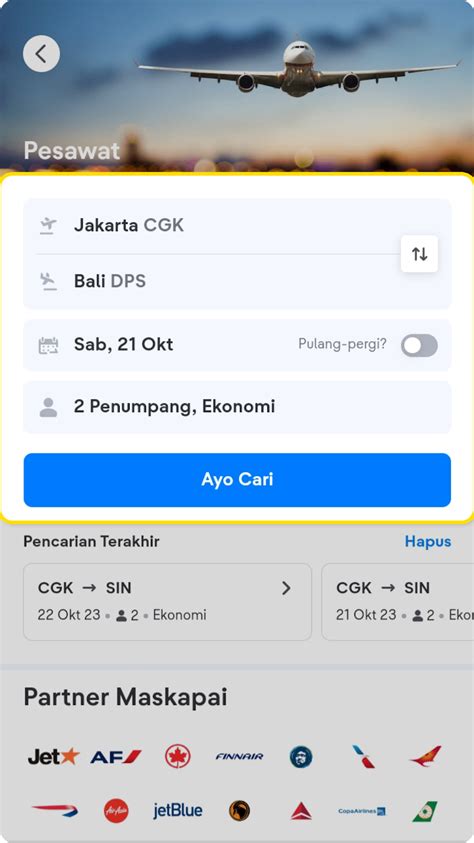 Pesawat
Jakarta CGK
Bali DPS
Sab, 21 Okt Pulang-pergi?
2 Penumpang, Ekonomi
Ayo Cari
Pencarian Terakhir Hapus
CGK → SIN
22 Okt 23 • 2 • Ekonomi
CGK → SIN
21 Okt 23 • 2 • Eko
Partner Maskapai
Jet AF FINNAIR
AirAsia jetBlue CopaAirlines